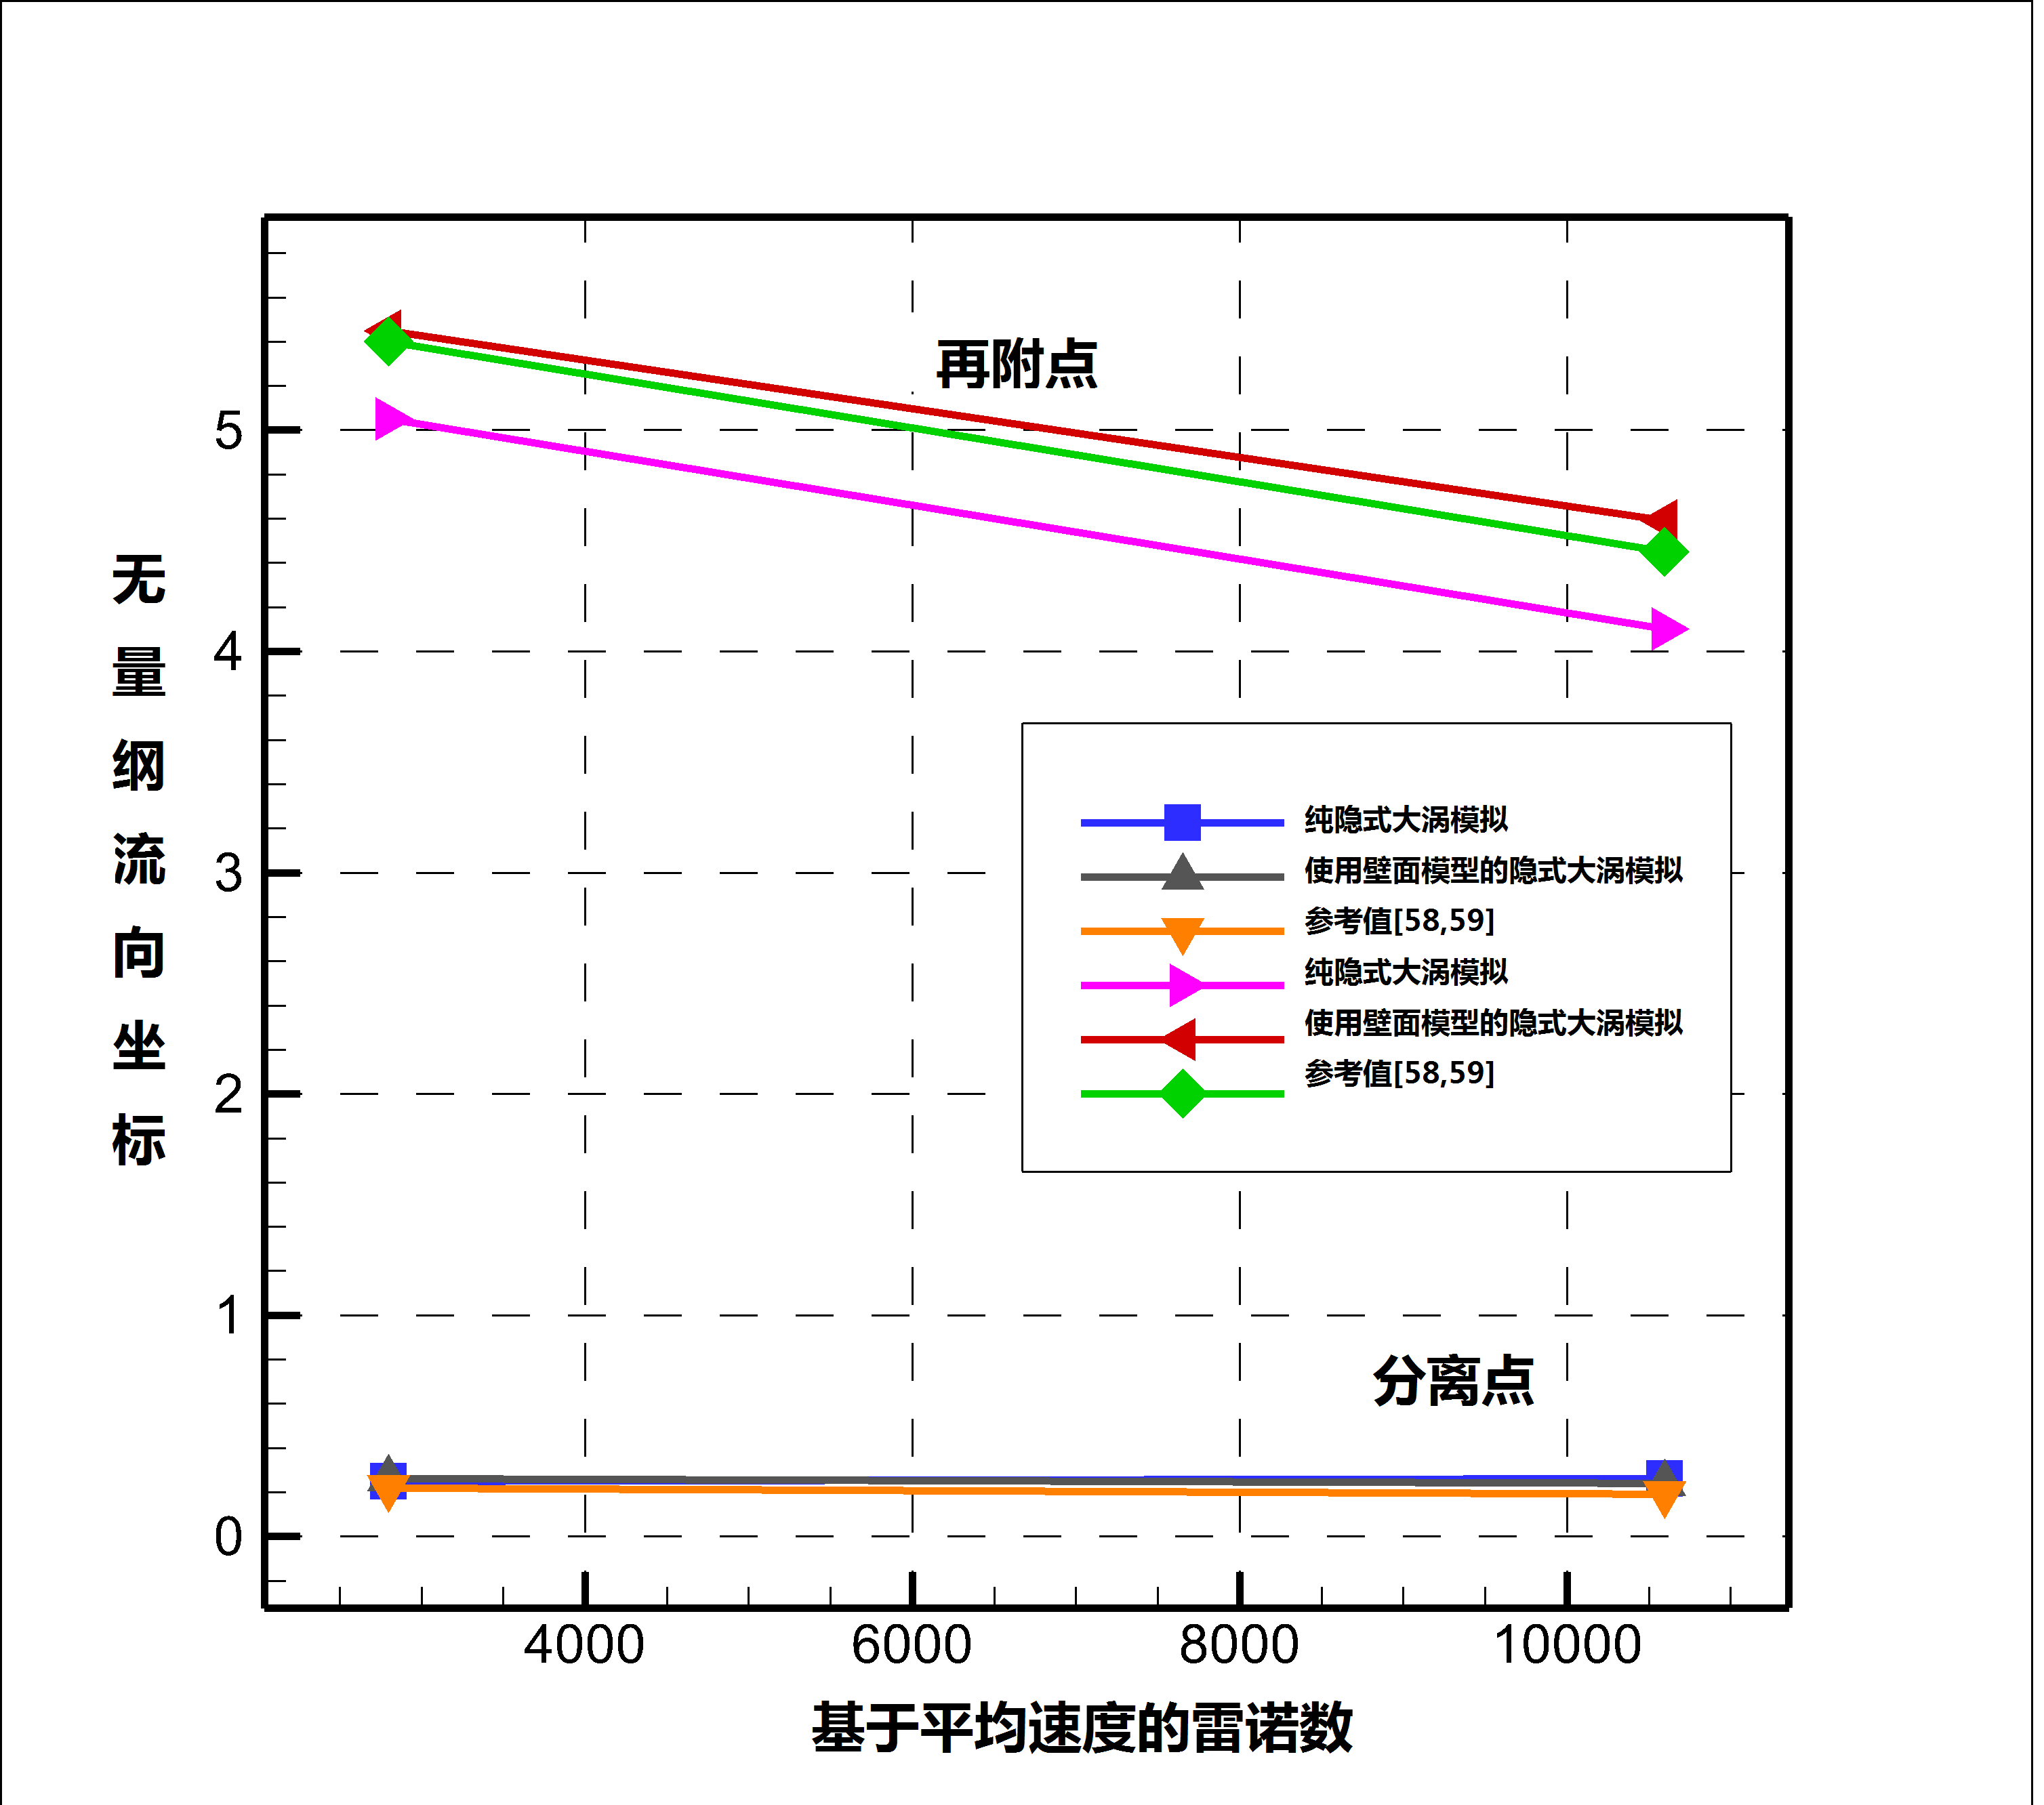 再附点
5
4
3
2
1
0
无量纲流向坐标
纯隐式大涡模拟
使用壁面模型的隐式大涡模拟
参考值[58,59]
纯隐式大涡模拟
使用壁面模型的隐式大涡模拟
参考值[58,59]
分离点
4000 6000 8000 10000
基于平均速度的雷诺数